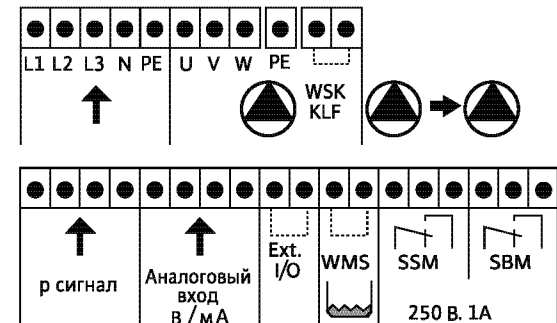 L1 L2 L3 N PE U V W PE
WSK
KLF
р сигнал
Аналоговый
вход
В / мА
Ext.
I/O
WMS
SSM
SBM
250 В. 1А